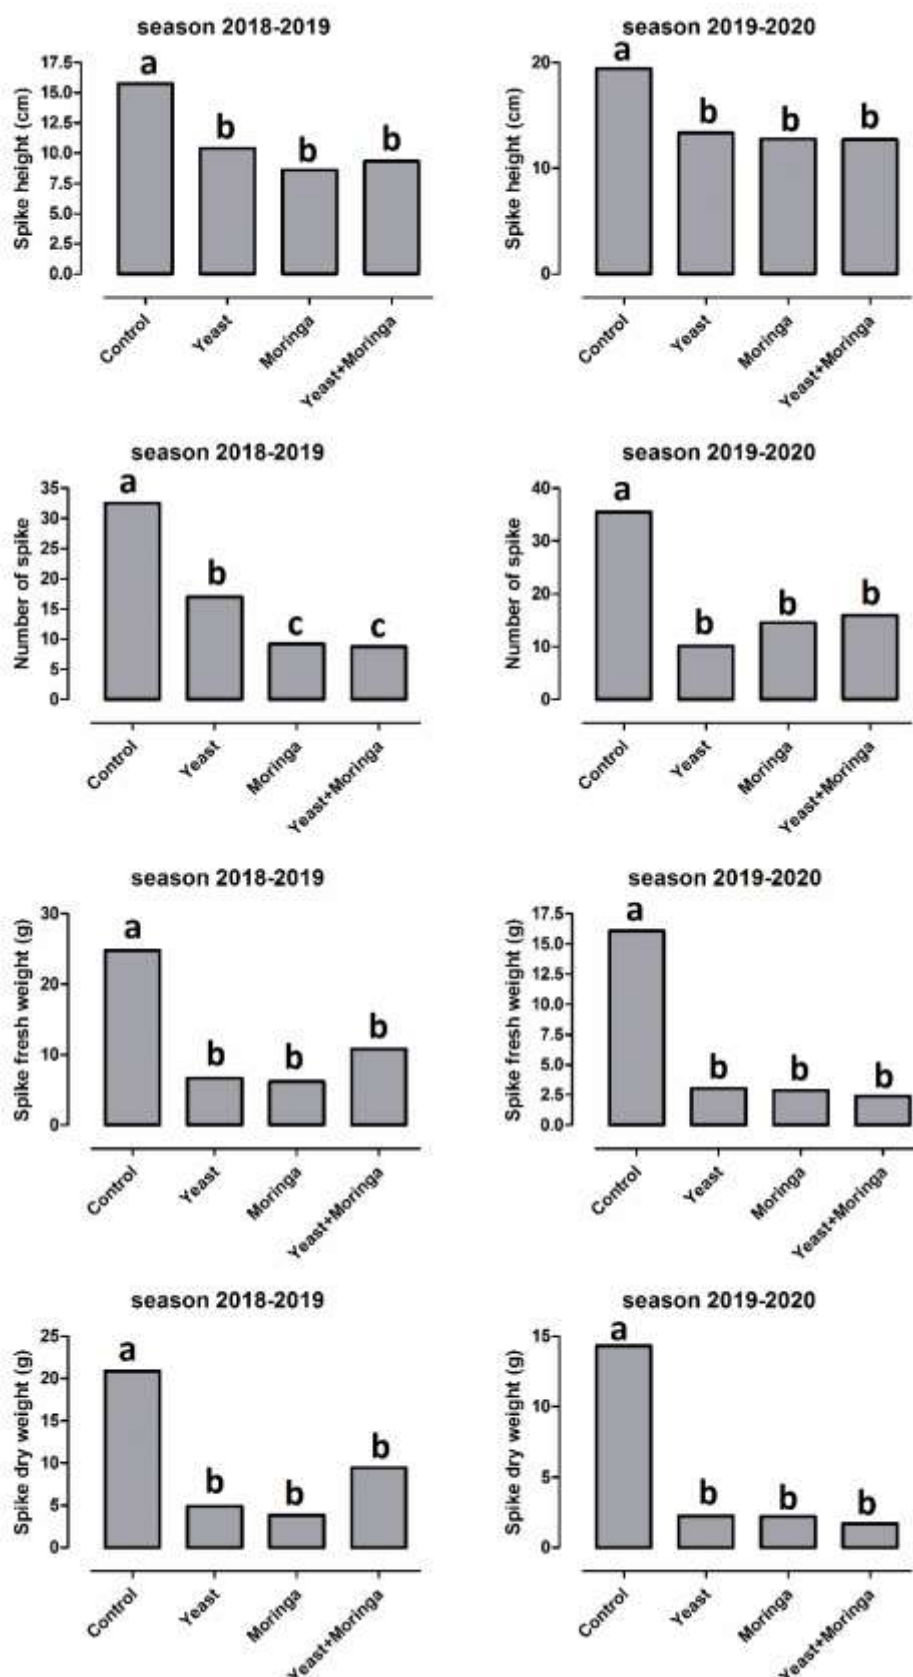 season 2018-2019
Spike height (cm)
17.5
15.0
12.5
10.0
7.5
5.0
2.5
0.0
a
b
b
b
Control
Yeast
Moringa
Yeast+Moringa
season 2019-2020
Spike height (cm)
20
10
0
a
b
b
b
Control
Yeast
Moringa
Yeast+Moringa
season 2018-2019
Number of spike
35
30
25
20
15
10
5
0
a
b
c
c
Control
Yeast
Moringa
Yeast+Moringa
season 2019-2020
Number of spike
40
30
20
10
0
a
b
b
b
Control
Yeast
Moringa
Yeast+Moringa
season 2018-2019
Spike fresh weight (g)
30
20
10
0
a
b
b
b
Control
Yeast
Moringa
Yeast+Moringa
season 2019-2020
Spike fresh weight (g)
17.5
15.0
12.5
10.0
7.5
5.0
2.5
0.0
a
b
b
b
Control
Yeast
Moringa
Yeast+Moringa
season 2018-2019
Spike dry weight (g)
25
20
15
10
5
0
a
b
b
b
Control
Yeast
Moringa
Yeast+Moringa
season 2019-2020
Spike dry weight (g)
15
10
5
0
a
b
b
b
Control
Yeast
Moringa
Yeast+Moringa